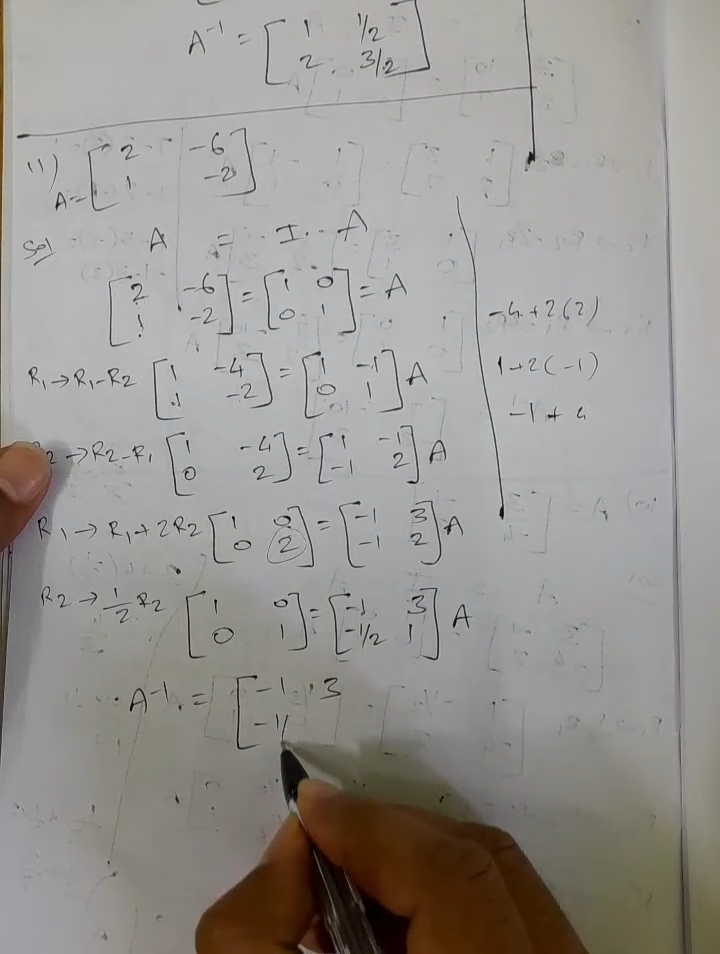 A⁻¹ = [1 1/2
2 3/2]
11) A = [2 -6
1 -2]
Sol A = I . A
[2 -6
1 -2] = [1 0
0 1] = A
R1→R1-R2 [1 -4
1 -2] = [1 -1
0 1] A
R2→R2-R1 [1 -4
0 2] = [1 -1
-1 2] A
R1→R1+2R2 [1 0
0 2] = [-1 3
-1 2] A
R2→1/2 R2 [1 0
0 1] = [-1 3
-1/2 1] A
A⁻¹ = [-1 3
-1/
-4+2(2)
1+2(-1)
-1+4